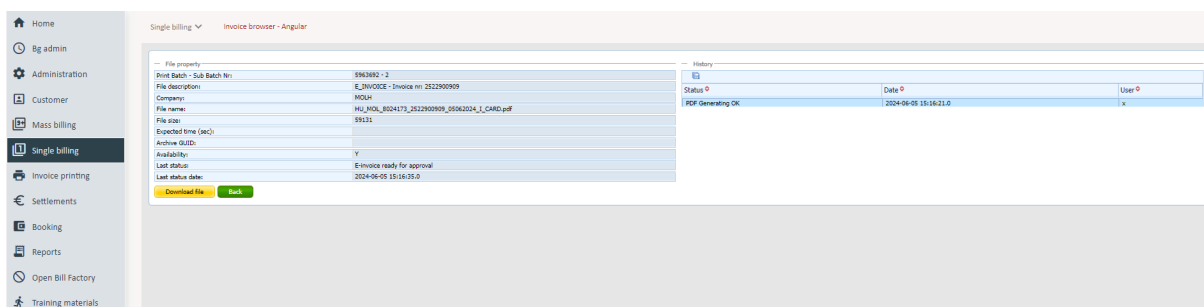 Home
Bg admin
Administration
Customer
Mass billing
Single billing
Invoice printing
Settlements
Booking
Reports
Open Bill Factory
Training materials
Single billing
Invoice browser - Angular
File property
Print Batch - Sub Batch Nr: 5963692 - 2
File description: E_INVOICE - Invoice nr: 2522900909
Company: MOLH
File name: HU_MOL_8024173_2522900909_05062024_I_CARD.pdf
File size: 59131
Expected time (sec):
Archive GUID:
Availability: Y
Last status: E-invoice ready for approval
Last status date: 2024-06-05 15:16:35.0
Download file Back
History
Status Date User
PDF Generating OK 2024-06-05 15:16:21.0 x